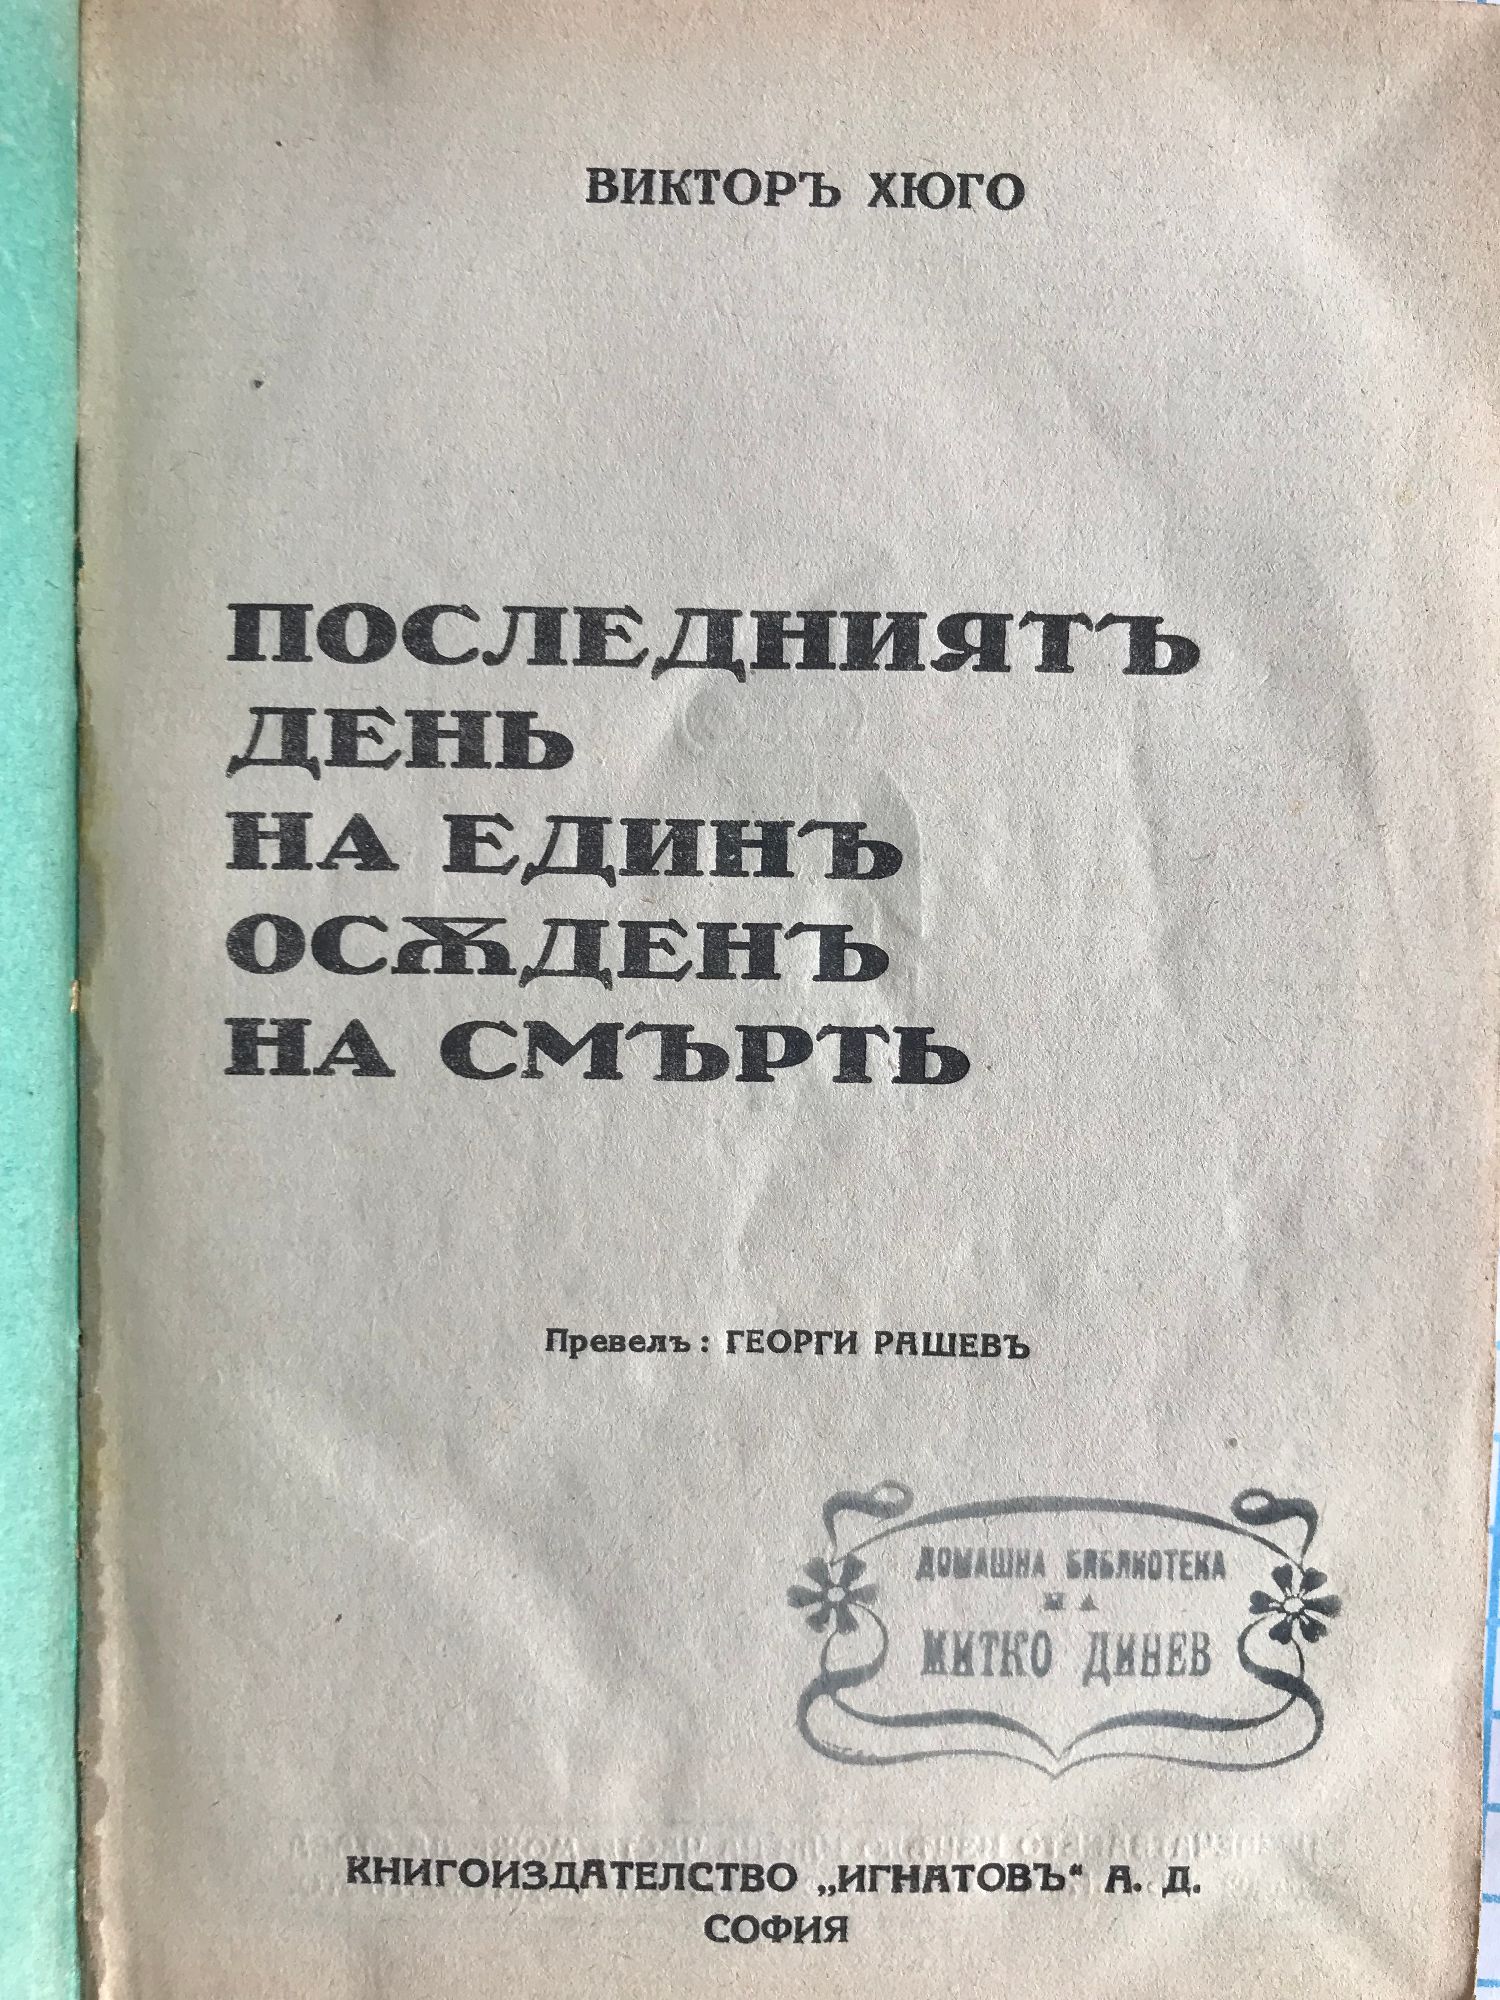 ВИКТОРЪ ХЮГО
ПОСЛЕДНИЯТЪ
ДЕНЬ
НА ЕДИНЪ
ОСѪДЕНЪ
НА СМЪРТЬ
Превелъ: ГЕОРГИ РАШЕВЪ
ДОМАШНА БИБЛИОТЕКА
НА
МИТКО ДИНЕВ
КНИГОИЗДАТЕЛСТВО „ИГНАТОВЪ“ А. Д.
СОФИЯ